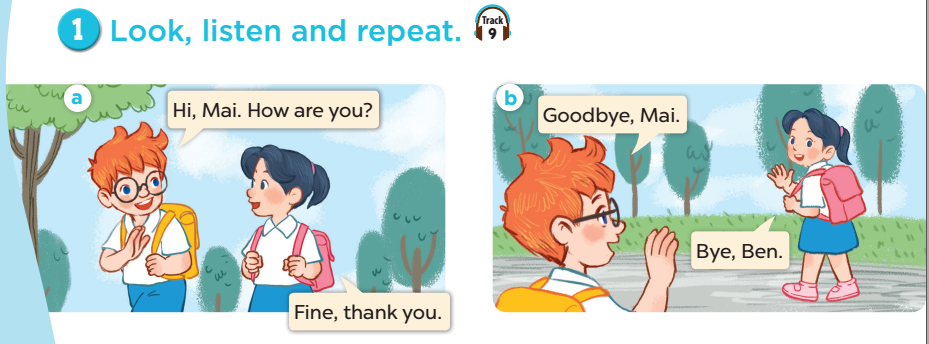 1 Look, listen and repeat.
Track
9
a
Hi, Mai. How are you?
Fine, thank you.
b
Goodbye, Mai.
Bye, Ben.